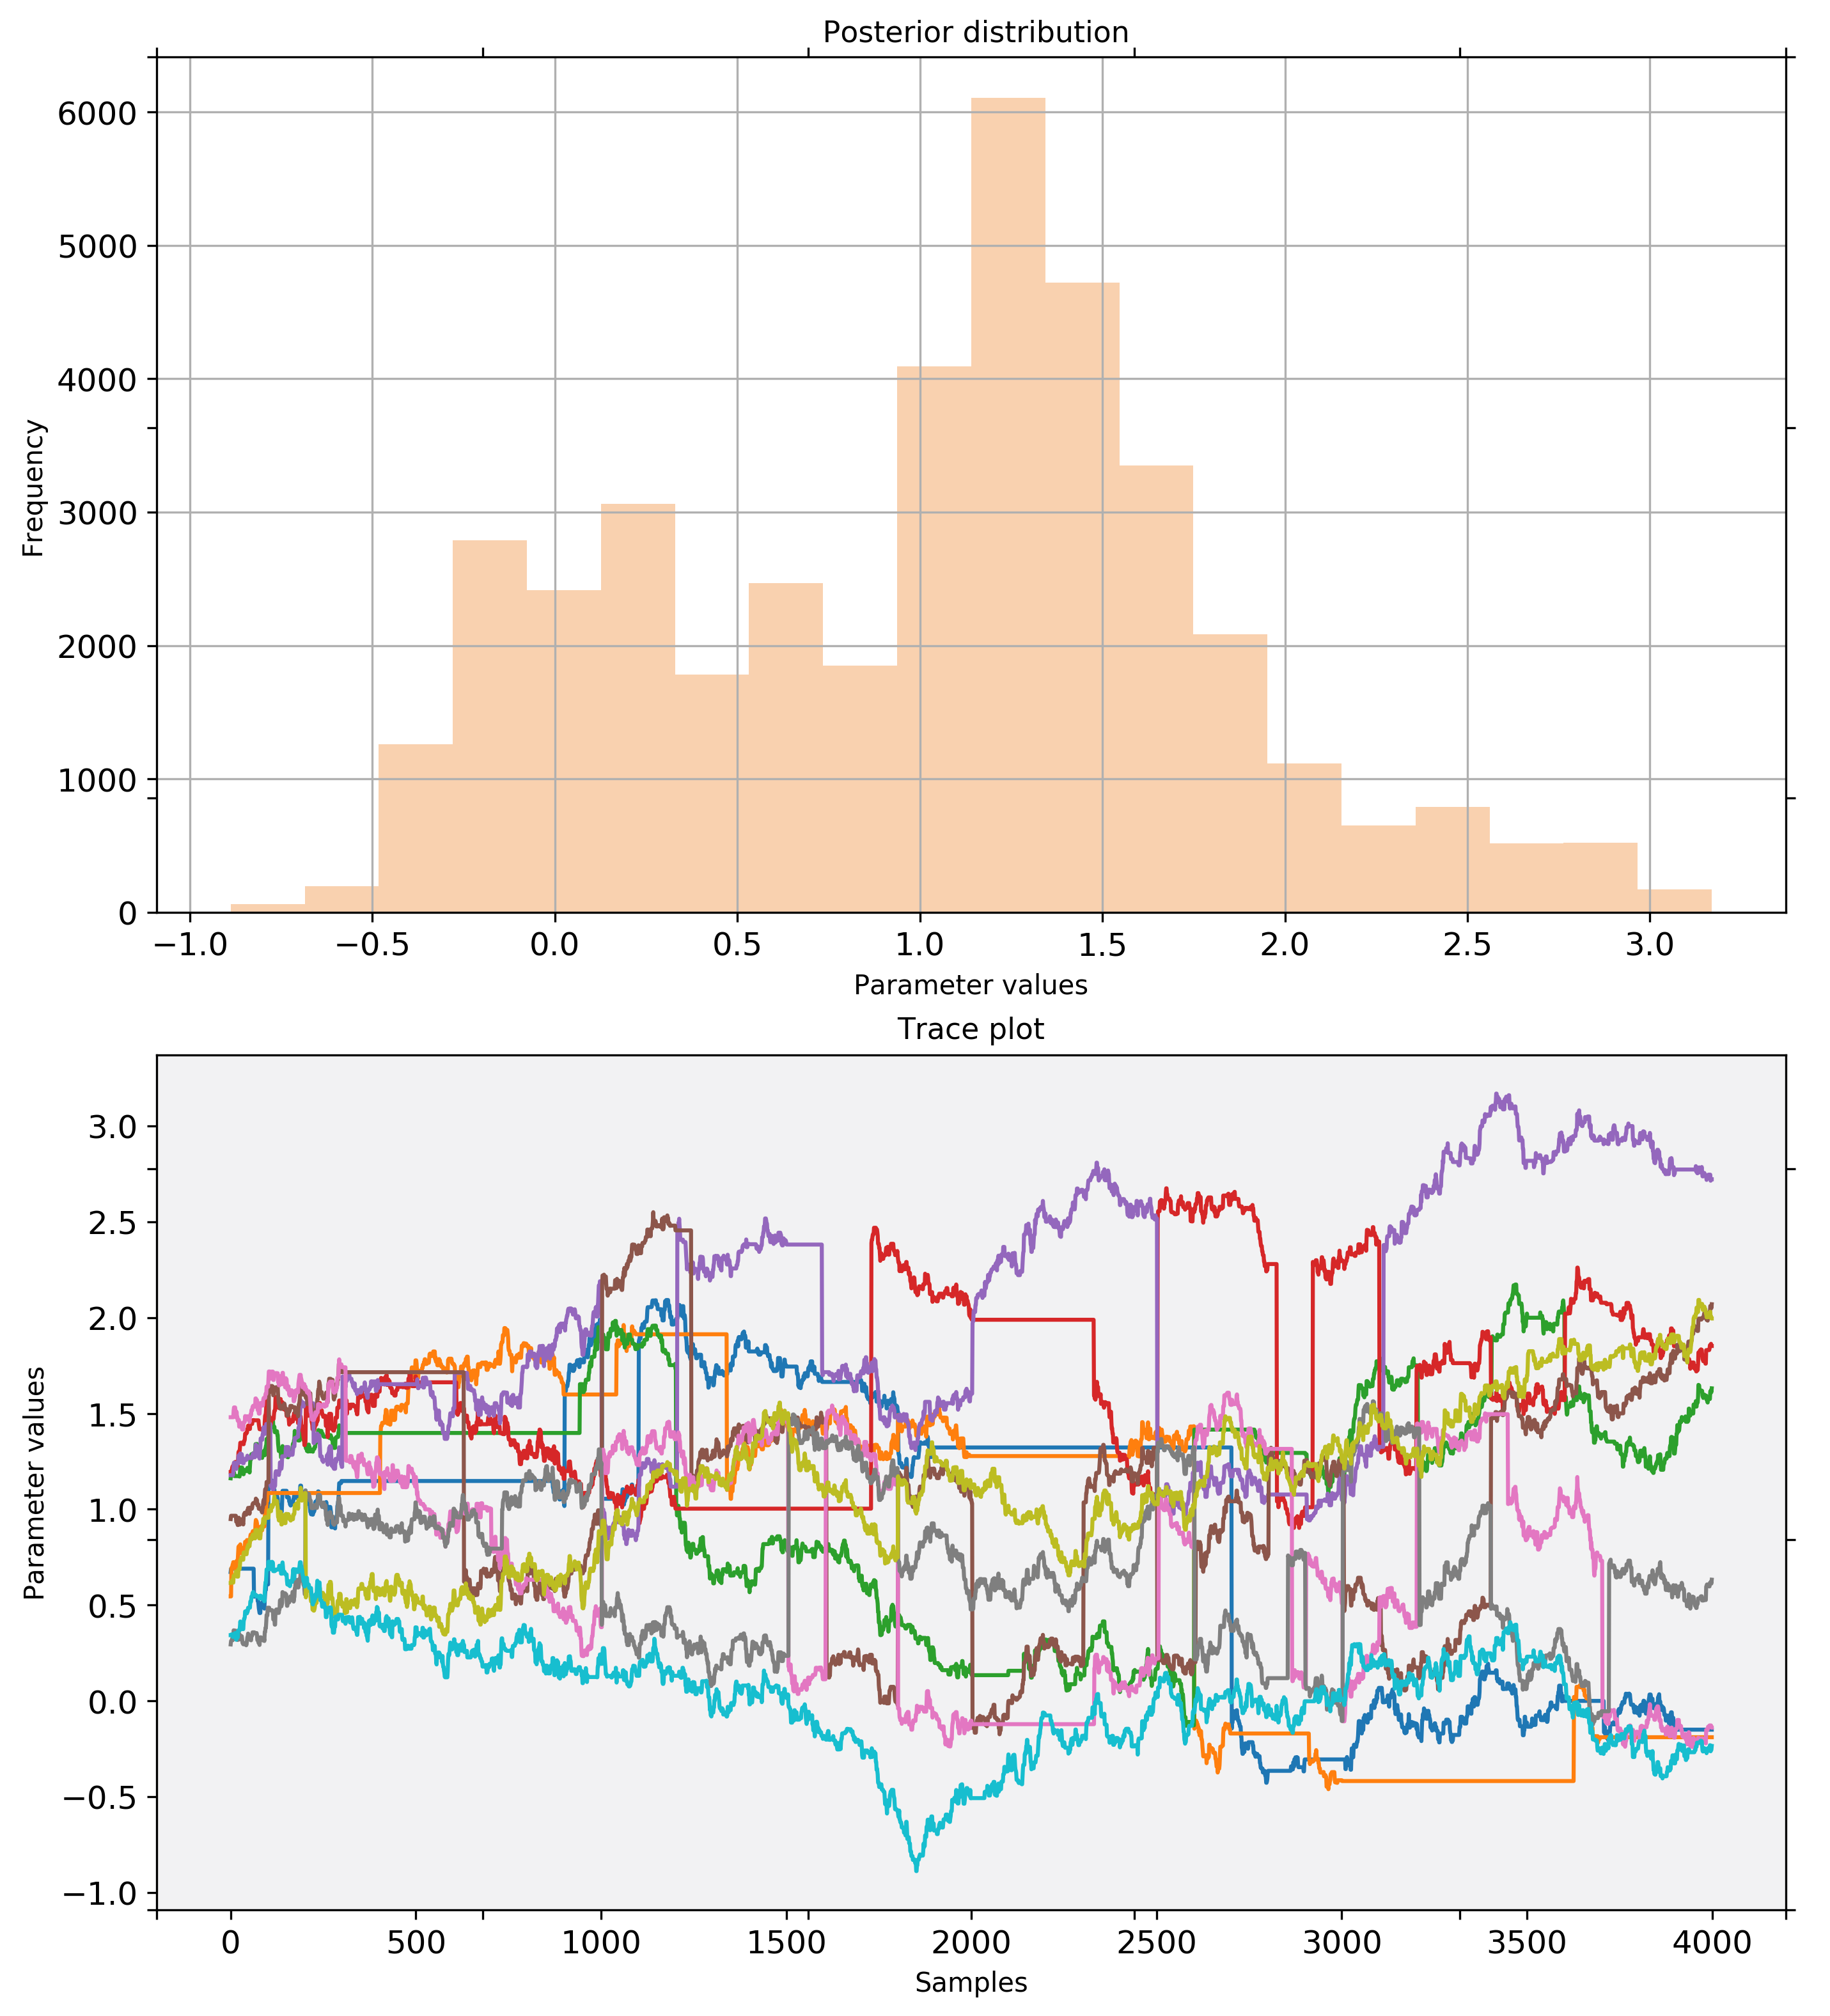 Posterior distribution
6000
5000
4000
3000
2000
1000
0
Frequency
−1.0 −0.5 0.0 0.5 1.0 1.5 2.0 2.5 3.0
Parameter values
Trace plot
3.0
2.5
2.0
1.5
1.0
0.5
0.0
−0.5
−1.0
Parameter values
0 500 1000 1500 2000 2500 3000 3500 4000
Samples